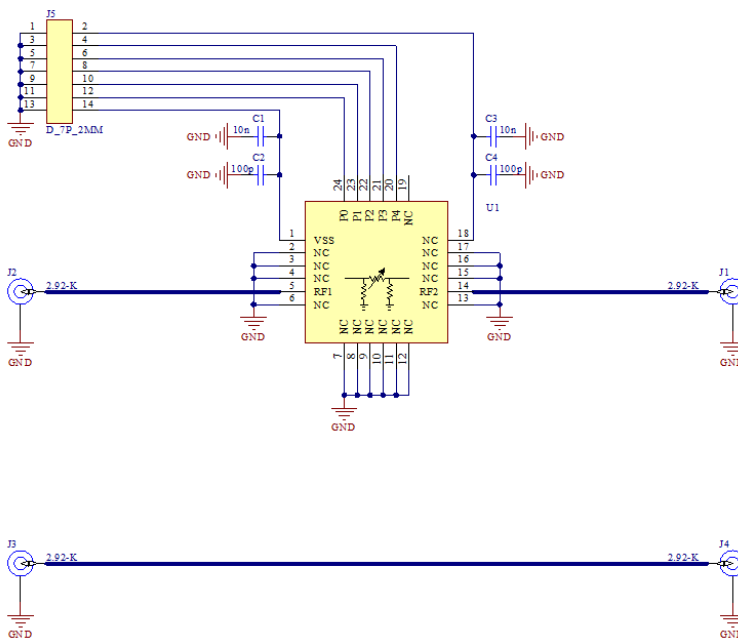 J5
1 2
3 4
5 6
7 8
9 10
11 12
13 14
D_7P_2MM
GND
C1
GND 10n
C2
GND 100p
C3
10n GND
C4
100p GND
U1
24 23 22 21 20 19
P0 P1 P2 P3 P4 NC
1 VSS NC 18
2 NC NC 17
3 NC NC 16
4 NC NC 15
5 RF1 RF2 14
6 NC NC 13
NC NC NC NC NC NC
7 8 9 10 11 12
GND
GND
GND
J2
2.92-K
GND
J1
2.92-K
GND
J3
2.92-K
GND
J4
2.92-K
GND